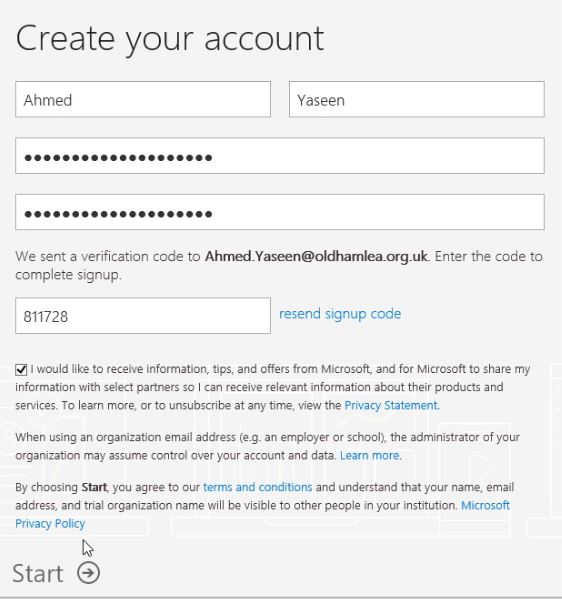 Create your account
Ahmed Yaseen
●●●●●●●●●●●●●●●●●●●●
●●●●●●●●●●●●●●●●●●●●
We sent a verification code to Ahmed.Yaseen@oldhamlea.org.uk. Enter the code to
complete signup.
811728 resend signup code
I would like to receive information, tips, and offers from Microsoft, and for Microsoft to share my
information with select partners so I can receive relevant information about their products and
services. To learn more, or to unsubscribe at any time, view the Privacy Statement.
When using an organization email address (e.g. an employer or school), the administrator of your
organization may assume control over your account and data. Learn more.
By choosing Start, you agree to our terms and conditions and understand that your name, email
address, and trial organization name will be visible to other people in your institution. Microsoft
Privacy Policy
Start